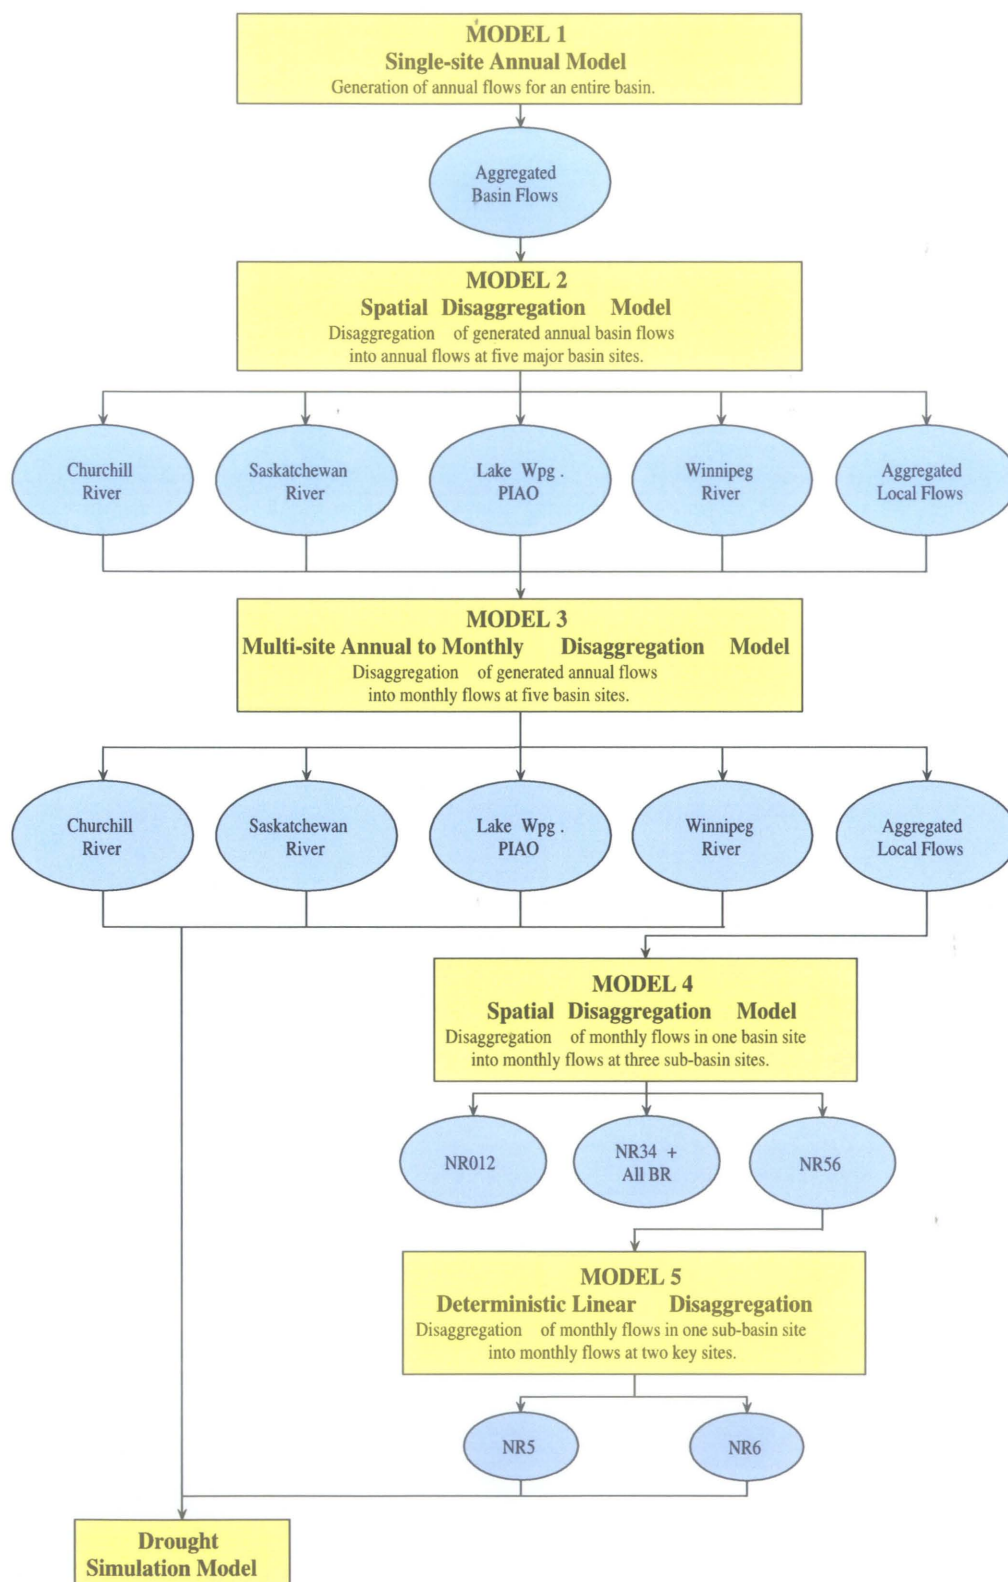 MODEL 1
Single-site Annual Model
Generation of annual flows for an entire basin.
Aggregated
Basin Flows
MODEL 2
Spatial Disaggregation Model
Disaggregation of generated annual basin flows
into annual flows at five major basin sites.
Churchill
River
Saskatchewan
River
Lake Wpg .
PIAO
Winnipeg
River
Aggregated
Local Flows
MODEL 3
Multi-site Annual to Monthly Disaggregation Model
Disaggregation of generated annual flows
into monthly flows at five basin sites.
Churchill
River
Saskatchewan
River
Lake Wpg .
PIAO
Winnipeg
River
Aggregated
Local Flows
MODEL 4
Spatial Disaggregation Model
Disaggregation of monthly flows in one basin site
into monthly flows at three sub-basin sites.
NR012
NR34 +
All BR
NR56
MODEL 5
Deterministic Linear Disaggregation
Disaggregation of monthly flows in one sub-basin site
into monthly flows at two key sites.
NR5
NR6
Drought
Simulation Model